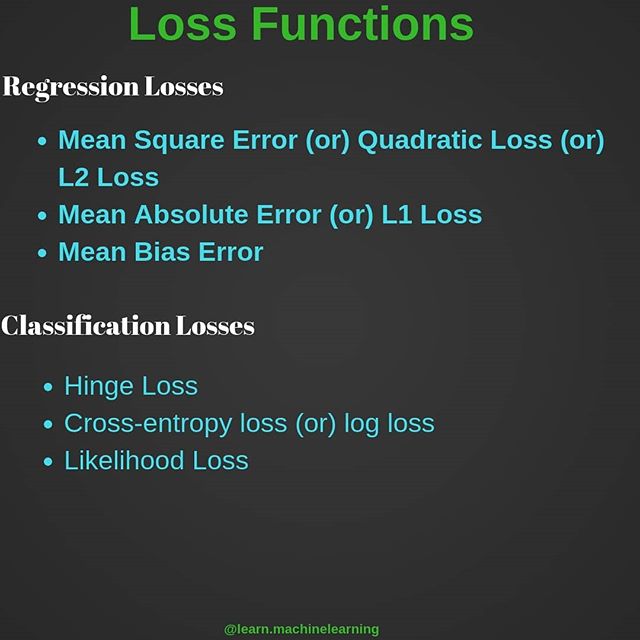 Loss Functions
Regression Losses
• Mean Square Error (or) Quadratic Loss (or)
L2 Loss
• Mean Absolute Error (or) L1 Loss
• Mean Bias Error
Classification Losses
• Hinge Loss
• Cross-entropy loss (or) log loss
• Likelihood Loss
@learn.machinelearning